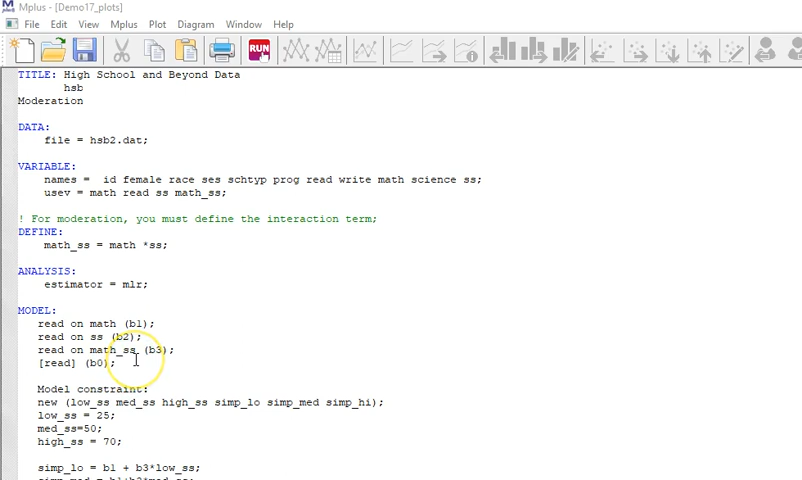 Mplus - [Demo17_plots]
File Edit View Mplus Plot Diagram Window Help
RUN
TITLE: High School and Beyond Data
hsb
Moderation
DATA:
file = hsb2.dat;
VARIABLE:
names = id female race ses schtyp prog read write math science ss;
usev = math read ss math_ss;
! For moderation, you must define the interaction term;
DEFINE:
math_ss = math *ss;
ANALYSIS:
estimator = mlr;
MODEL:
read on math (b1);
read on ss (b2);
read on math_ss (b3);
[read] (b0);
Model constraint:
new (low_ss med_ss high_ss simp_lo simp_med simp_hi);
low_ss = 25;
med_ss=50;
high_ss = 70;
simp_lo = b1 + b3*low_ss;
simp_med = b1+b2*med_ss;